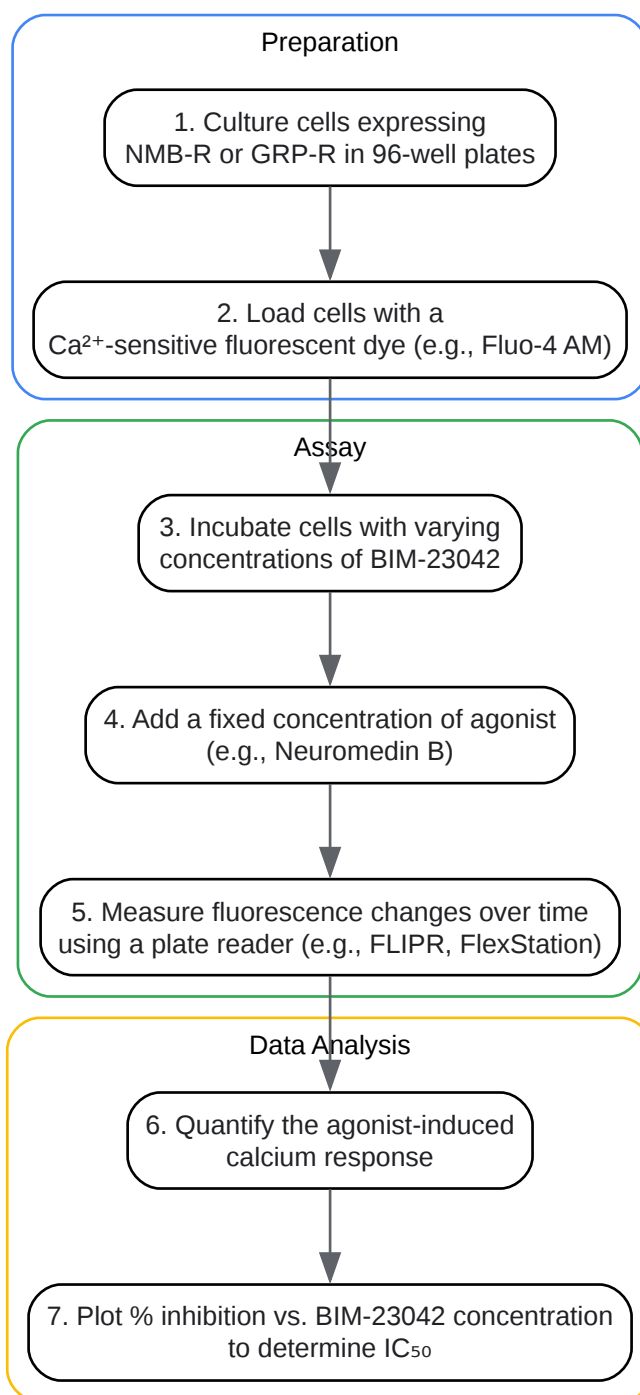 Preparation
1. Culture cells expressing
NMB-R or GRP-R in 96-well plates
2. Load cells with a
Ca²⁺-sensitive fluorescent dye (e.g., Fluo-4 AM)
Assay
3. Incubate cells with varying
concentrations of BIM-23042
4. Add a fixed concentration of agonist
(e.g., Neuromedin B)
5. Measure fluorescence changes over time
using a plate reader (e.g., FLIPR, FlexStation)
Data Analysis
6. Quantify the agonist-induced
calcium response
7. Plot % inhibition vs. BIM-23042 concentration
to determine IC₅₀